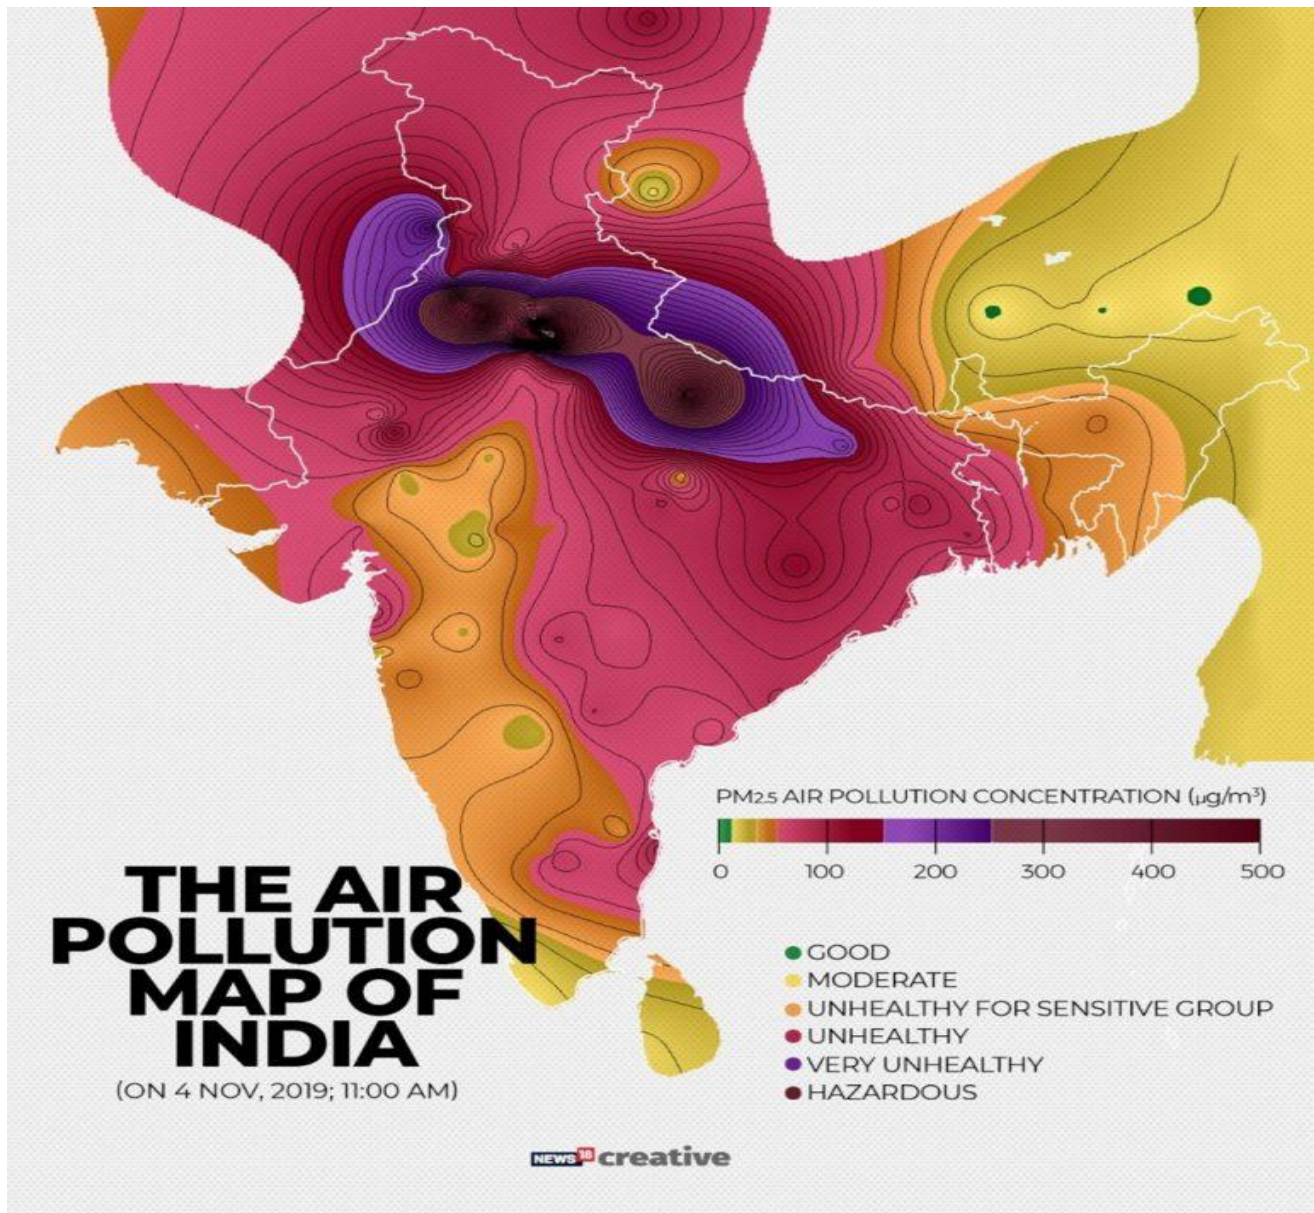 PM2.5 AIR POLLUTION CONCENTRATION (µg/m³)
0 100 200 300 400 500
THE AIR
POLLUTION
MAP OF
INDIA
(ON 4 NOV, 2019; 11:00 AM)
GOOD
MODERATE
UNHEALTHY FOR SENSITIVE GROUP
UNHEALTHY
VERY UNHEALTHY
HAZARDOUS
NEWS18 creative